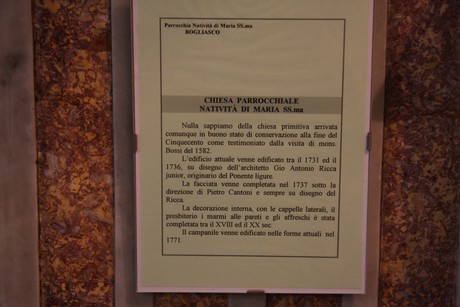 Parrocchia Natività di Maria SS.ma
BOGLIASCO
CHIESA PARROCCHIALE
NATIVITÀ DI MARIA SS.ma
Nulla sappiamo della chiesa primitiva arrivata
comunque in buono stato di conservazione alla fine del
Cinquecento come testimoniato dalla visita di mons.
Bossi del 1582.
L'edificio attuale venne edificato tra il 1731 ed il
1736, su disegno dell'architetto Gio Antonio Ricca
junior, originario del Ponente ligure.
La facciata venne completata nel 1737 sotto la
direzione di Pietro Cantoni e sempre su disegno del
Ricca.
La decorazione interna, con le cappelle laterali, il
presbiterio i marmi alle pareti e gli affreschi è stata
completata tra il XVIII ed il XX sec.
Il campanile venne edificato nelle forme attuali nel
1771.